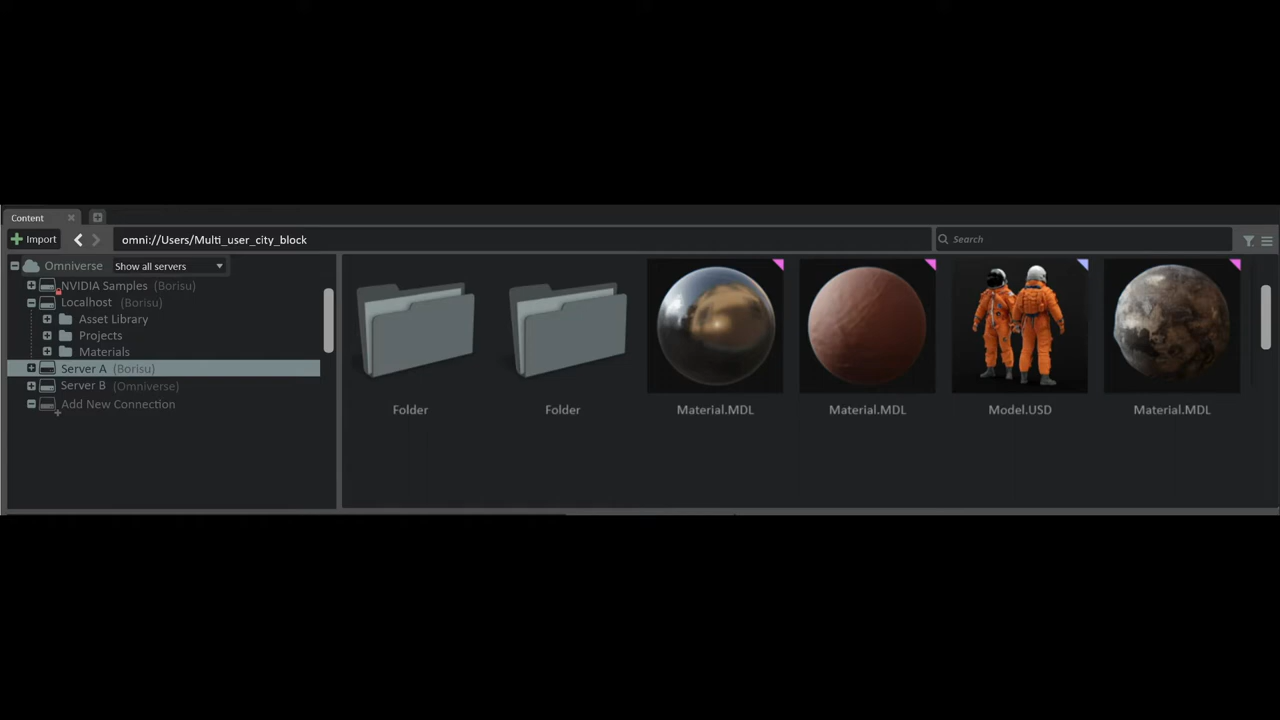 Content
Import
omni://Users/Multi_user_city_block
Search
Omniverse
Show all servers
NVIDIA Samples (Borisu)
Localhost (Borisu)
Asset Library
Projects
Materials
Server A (Borisu)
Server B (Omniverse)
Add New Connection
Folder
Folder
Material.MDL
Material.MDL
Model.USD
Material.MDL